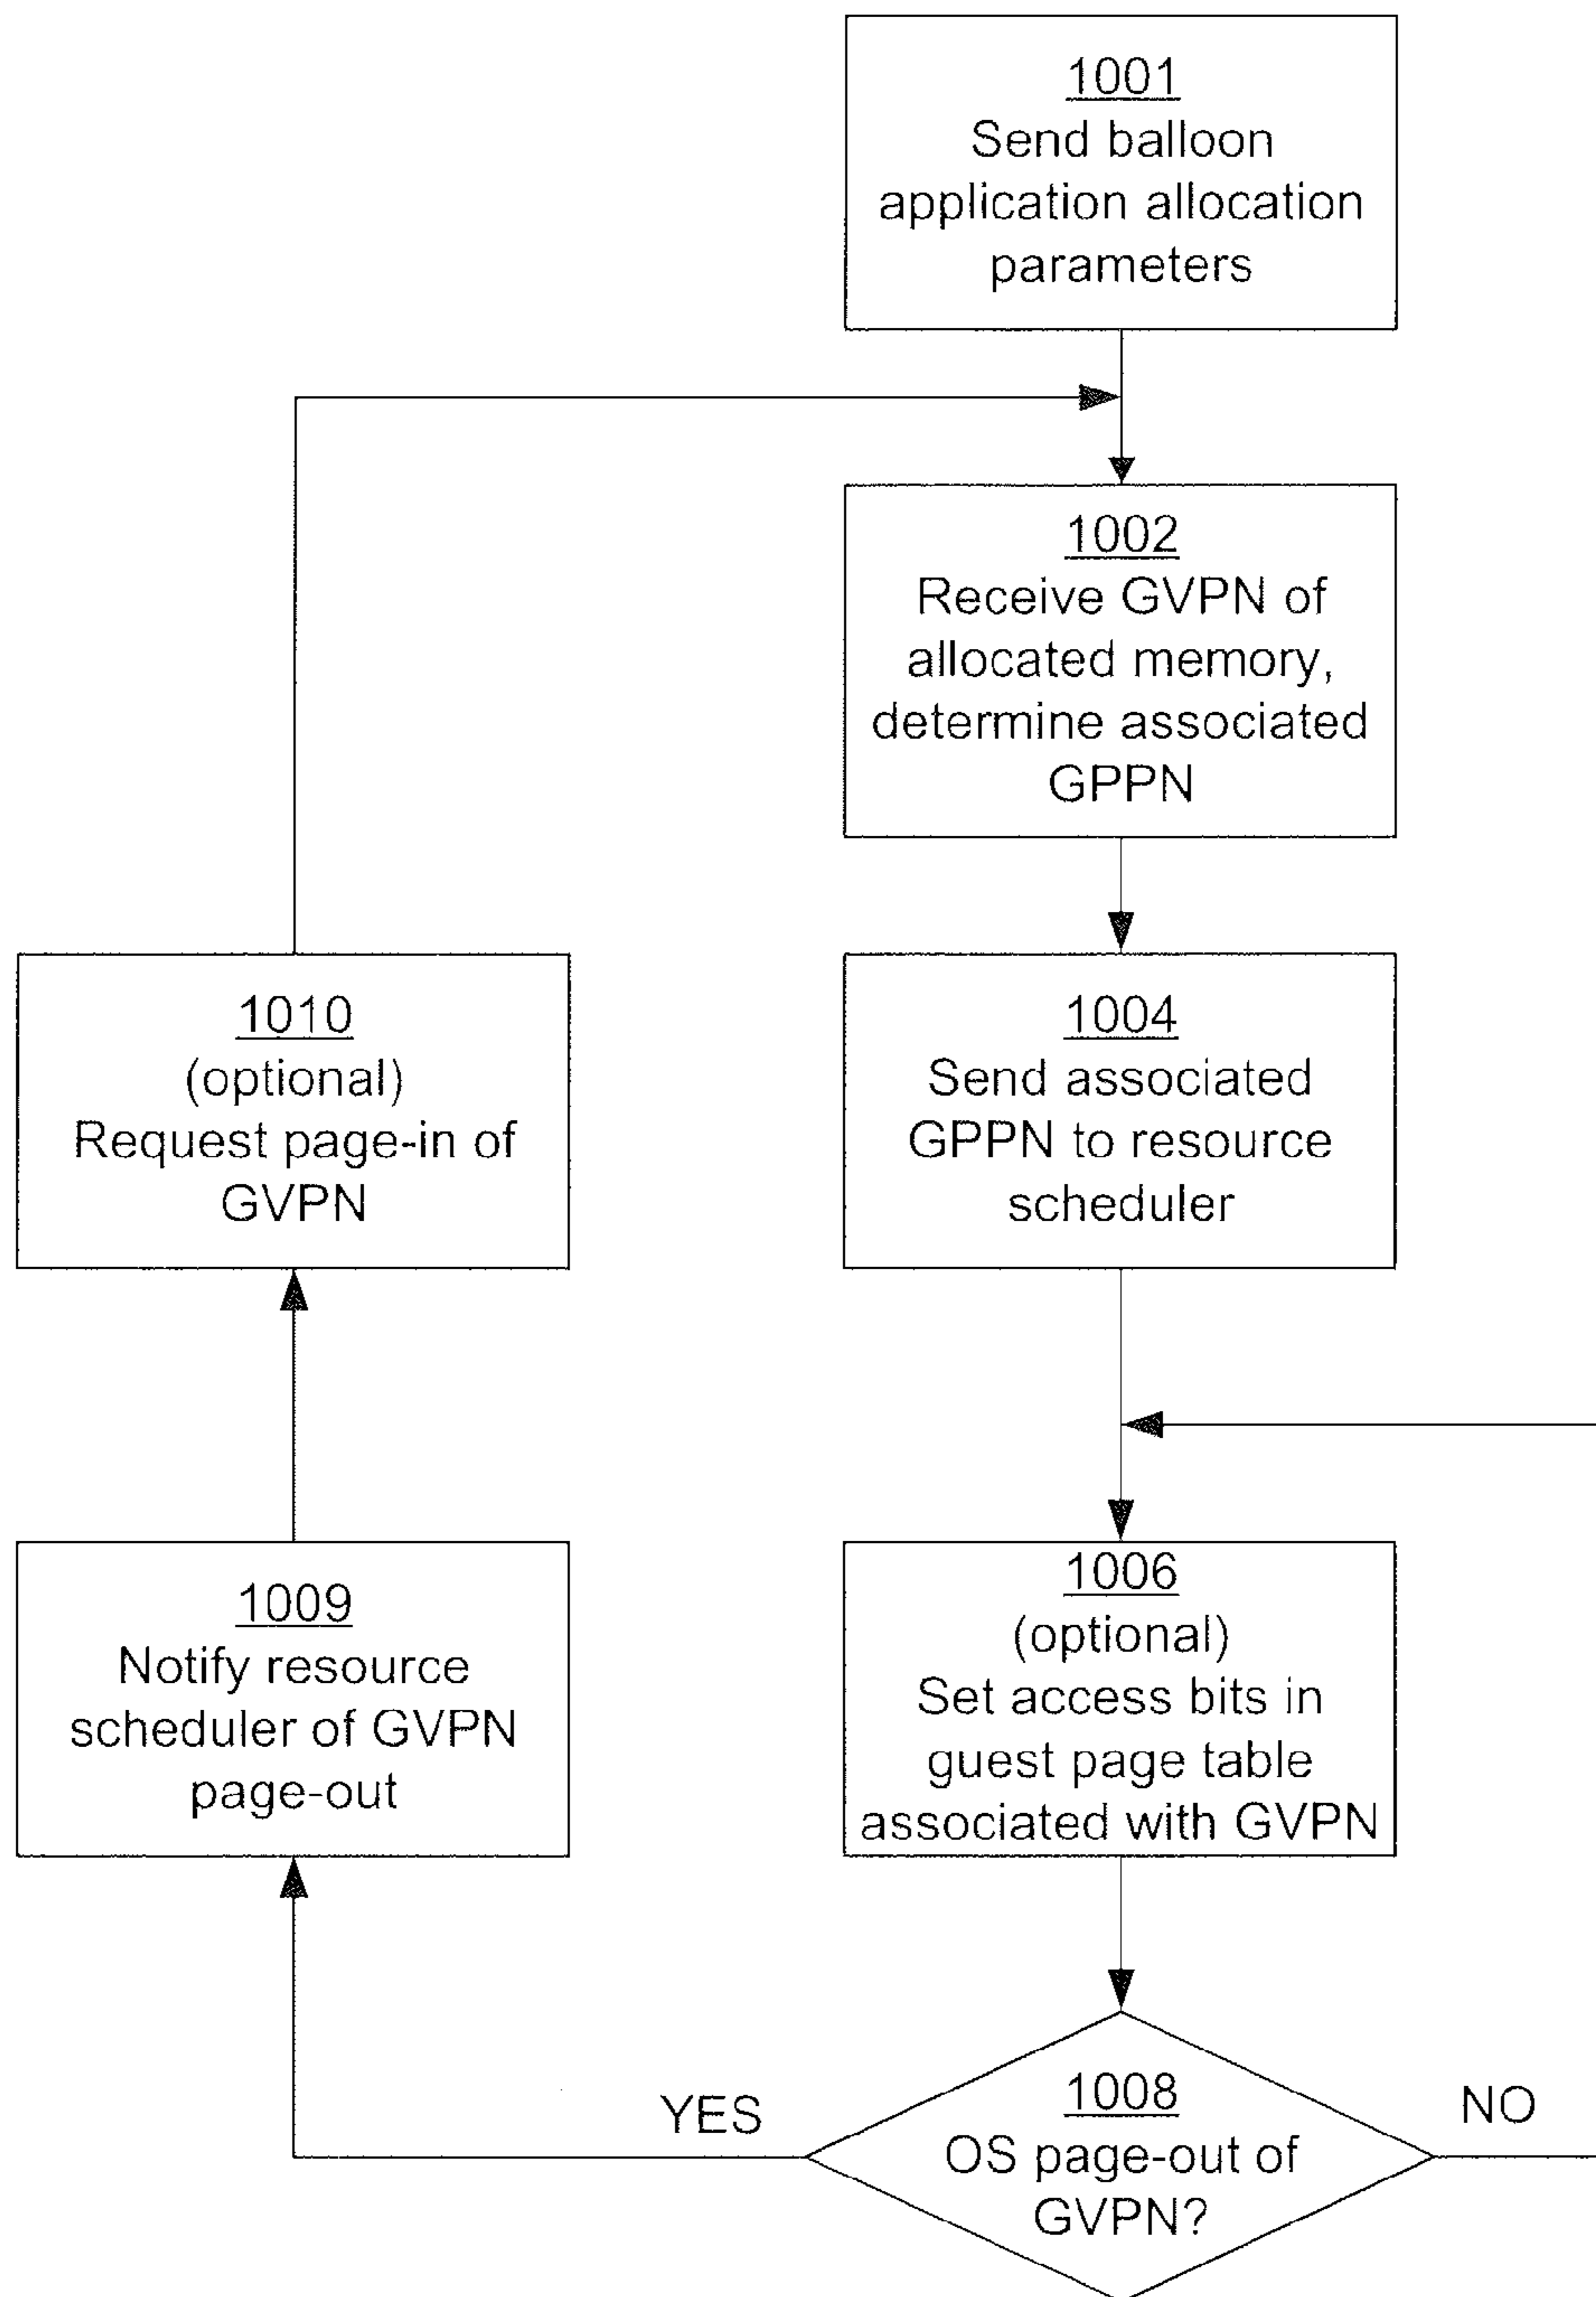 1001
Send balloon
application allocation
parameters
1002
Receive GVPN of
allocated memory,
determine associated
GPPN
1004
Send associated
GPPN to resource
scheduler
1010
(optional)
Request page-in of
GVPN
1006
(optional)
Set access bits in
guest page table
associated with GVPN
1009
Notify resource
scheduler of GVPN
page-out
1008
OS page-out of
GVPN?
YES
NO